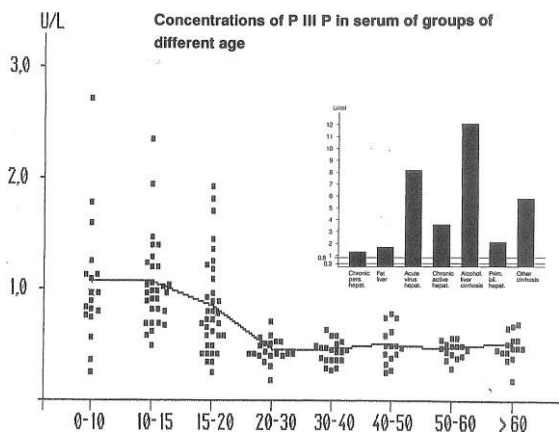 U/L
Concentrations of P III P in serum of groups of
different age
3,0
2,0
1,0
12
11
10
9
8
7
6
5
4
3
2
1
0.8
0.3
Chronic pers hepat.
Fat liver
Acute virus hepat.
Chronic active hepat.
Alcohol. liver cirrhosis
Prim. bil. hepat.
Other cirrhosis
0-10 10-15 15-20 20-30 30-40 40-50 50-60 >60